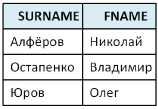 SURNAME FNAME
Алфёров Николай
Остапенко Владимир
Юров Олег